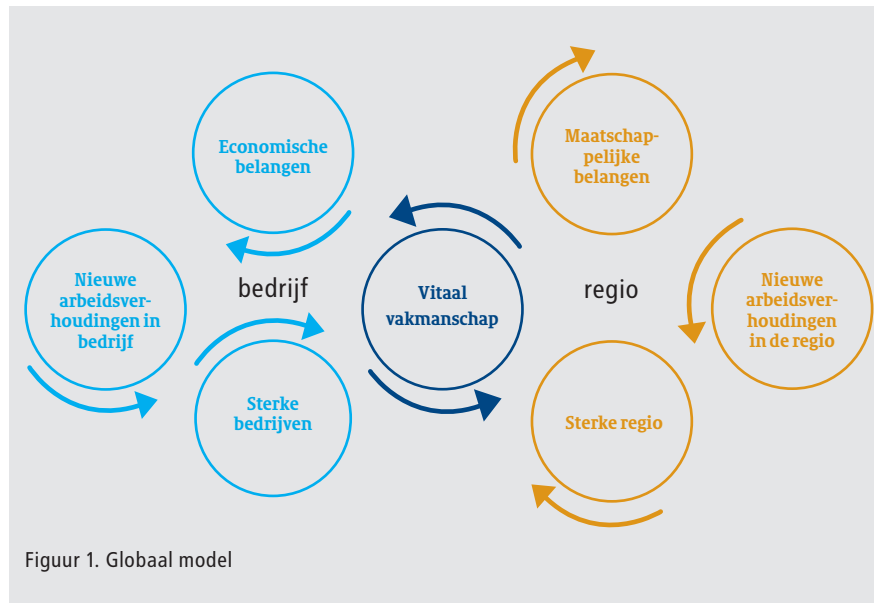 Economische
belangen
Maatschap-
pelijke
belangen
Nieuwe
arbeidsver-
houdingen in
bedrijf
bedrijf
Vitaal
vakmanschap
regio
Nieuwe
arbeidsver-
houdingen
in de regio
Sterke
bedrijven
Sterke regio
Figuur 1. Globaal model